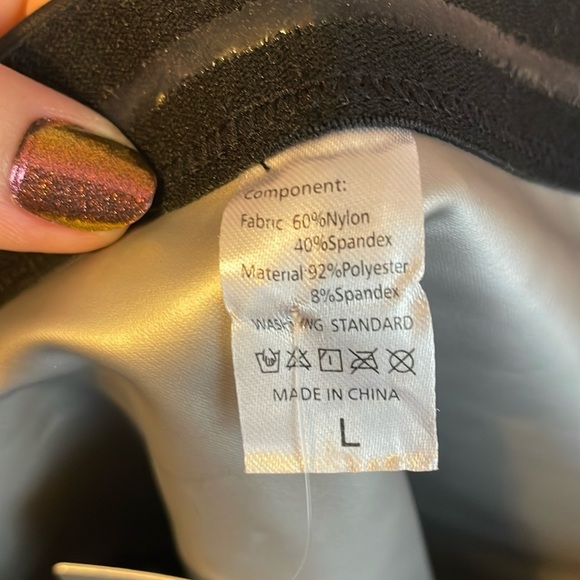 Component:
Fabric 60%Nylon
40%Spandex
Material 92%Polyester
8%Spandex
WASHING STANDARD
MADE IN CHINA
L